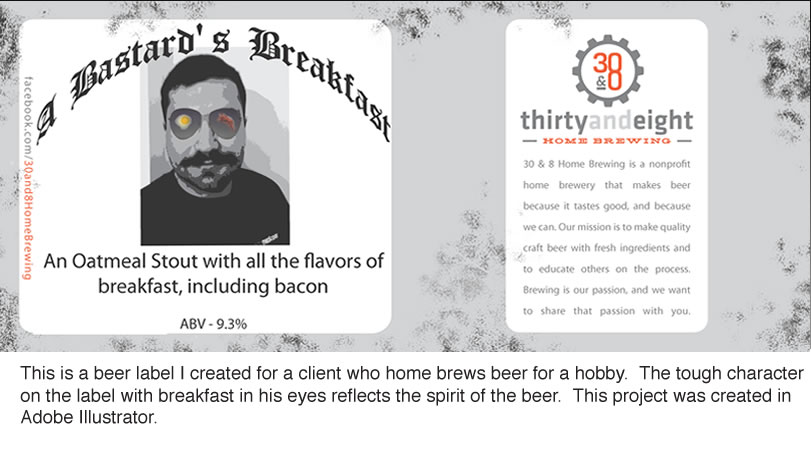 A Bastard's Breakfast
facebook.com/30and8HomeBrewing
An Oatmeal Stout with all the flavors of
breakfast, including bacon
ABV - 9.3%
30
&
8
thirtyandeight
HOME BREWING
30 & 8 Home Brewing is a nonprofit
home brewery that makes beer
because it tastes good, and because
we can. Our mission is to make quality
craft beer with fresh ingredients and
to educate others on the process.
Brewing is our passion, and we want
to share that passion with you.
This is a beer label I created for a client who home brews beer for a hobby.  The tough character
on the label with breakfast in his eyes reflects the spirit of the beer.  This project was created in
Adobe Illustrator.